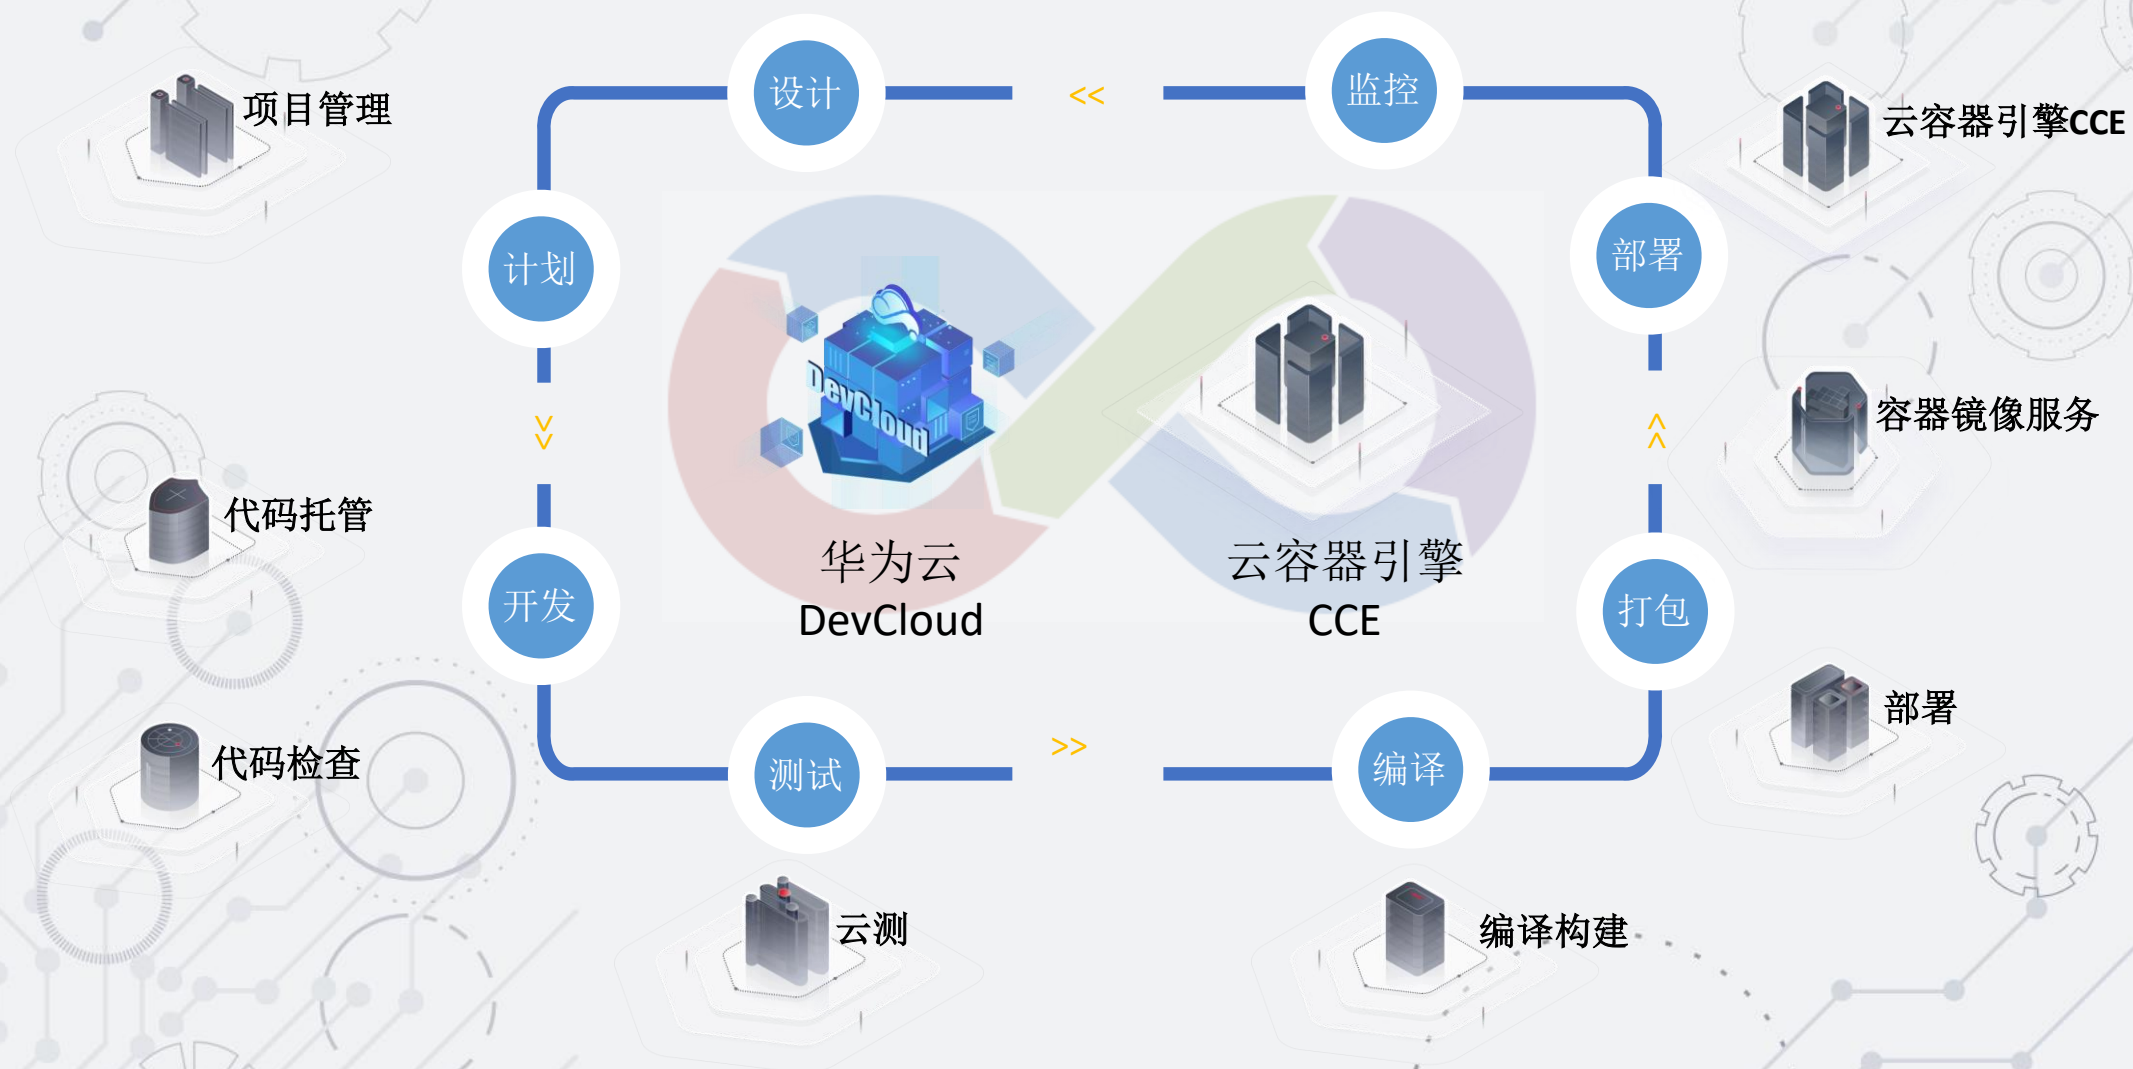 设计
<<
监控
项目管理
云容器引擎CCE
计划
部署
DevCloud
容器镜像服务
>>
<<
代码托管
华为云
DevCloud
云容器引擎
CCE
开发
打包
部署
代码检查
测试
>>
编译
云测
编译构建